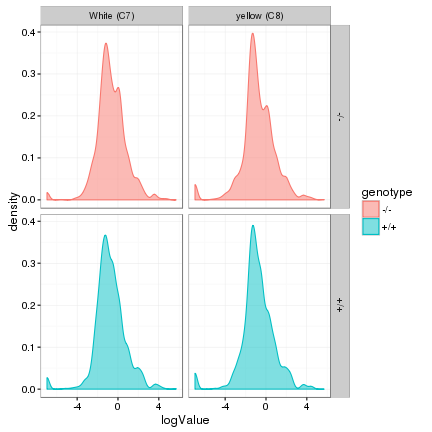 White (C7) yellow (C8)
0.4
0.3
0.2
0.1
0.0
-/-
density
genotype
-/-
+/+
0.4
0.3
0.2
0.1
0.0
+/+
-4 0 4 -4 0 4
logValue